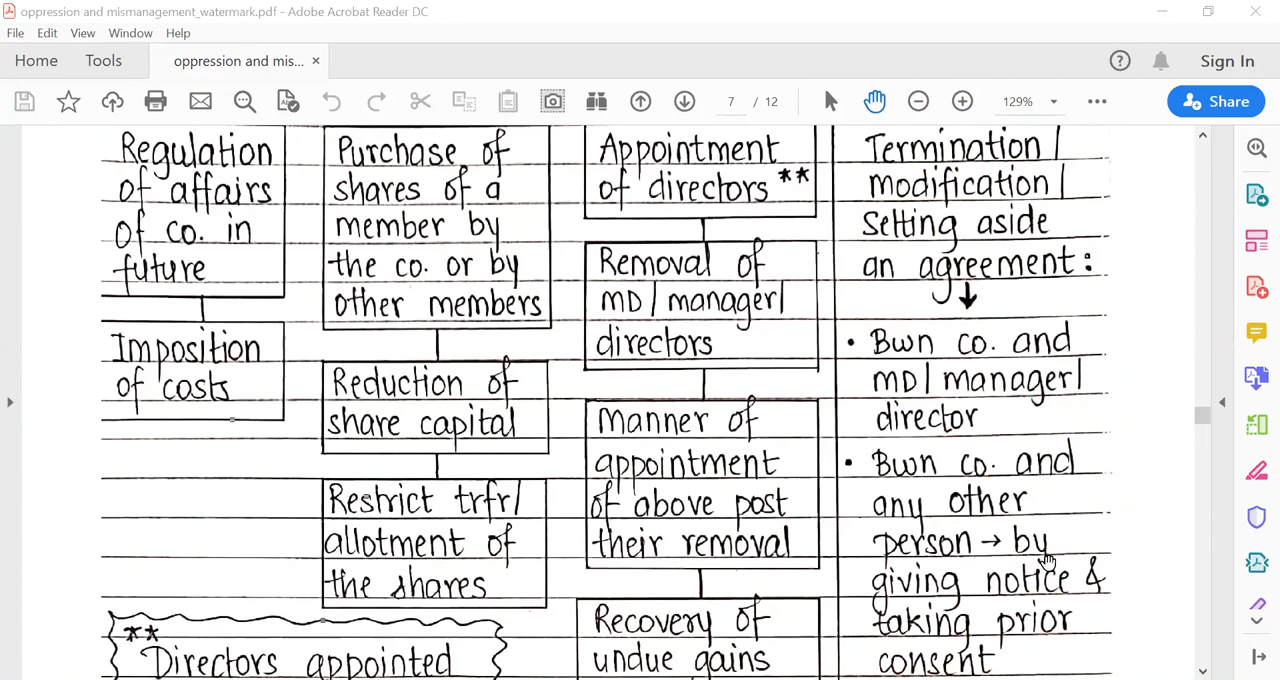 oppression and mismanagement_watermark.pdf - Adobe Acrobat Reader DC
File Edit View Window Help
Home Tools oppression and mis... × Sign In
7 / 12 129% Share
Regulation
of affairs
of co. in
future
Imposition
of costs
Purchase of
shares of a
member by
the co. or by
other members
Reduction of
share capital
Restrict trfr/
allotment of
the shares
Appointment
of directors **
Removal of
MD/manager/
directors
Manner of
appointment
of above post
their removal
Recovery of
undue gains
Termination/
modification/
Setting aside
an agreement:
• Bwn co. and
MD/manager/
director
• Bwn co. and
any other
person → by
giving notice &
taking prior
consent
**
Directors appointed